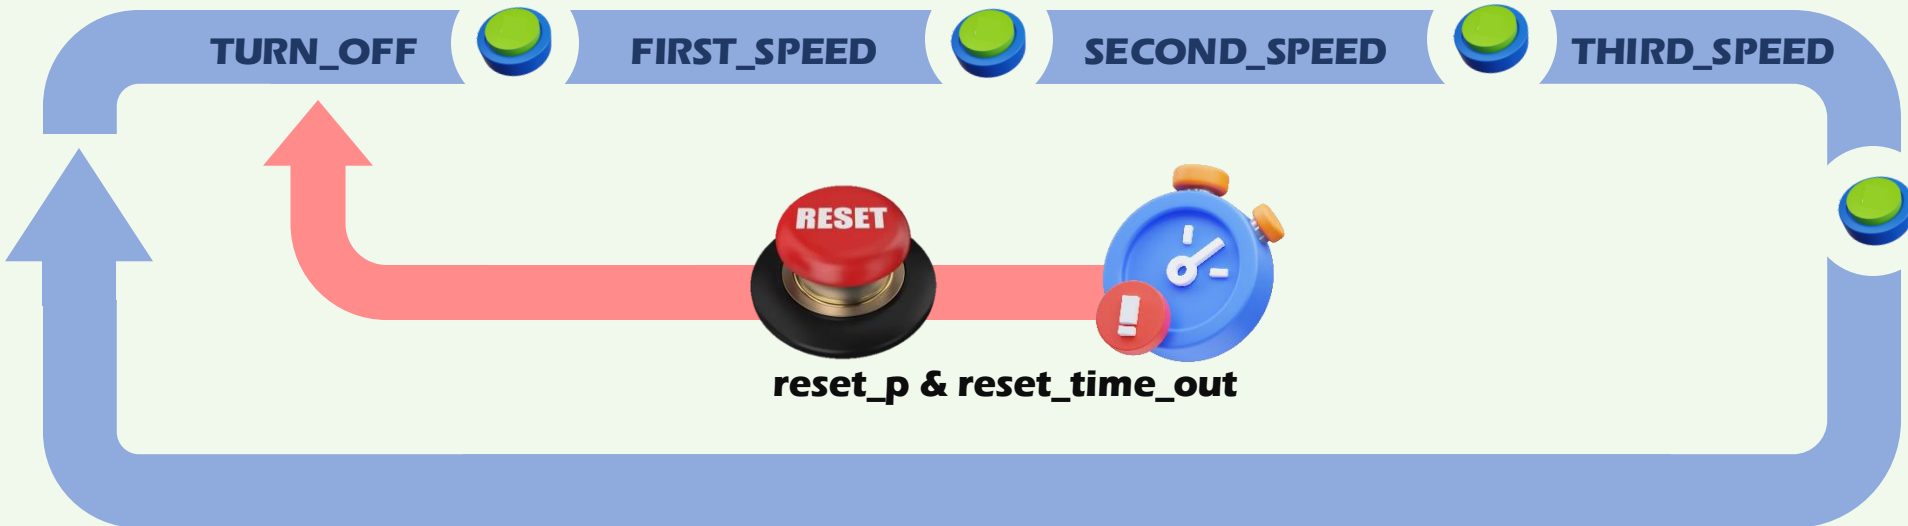 TURN_OFF
FIRST_SPEED
SECOND_SPEED
THIRD_SPEED
RESET
reset_p & reset_time_out